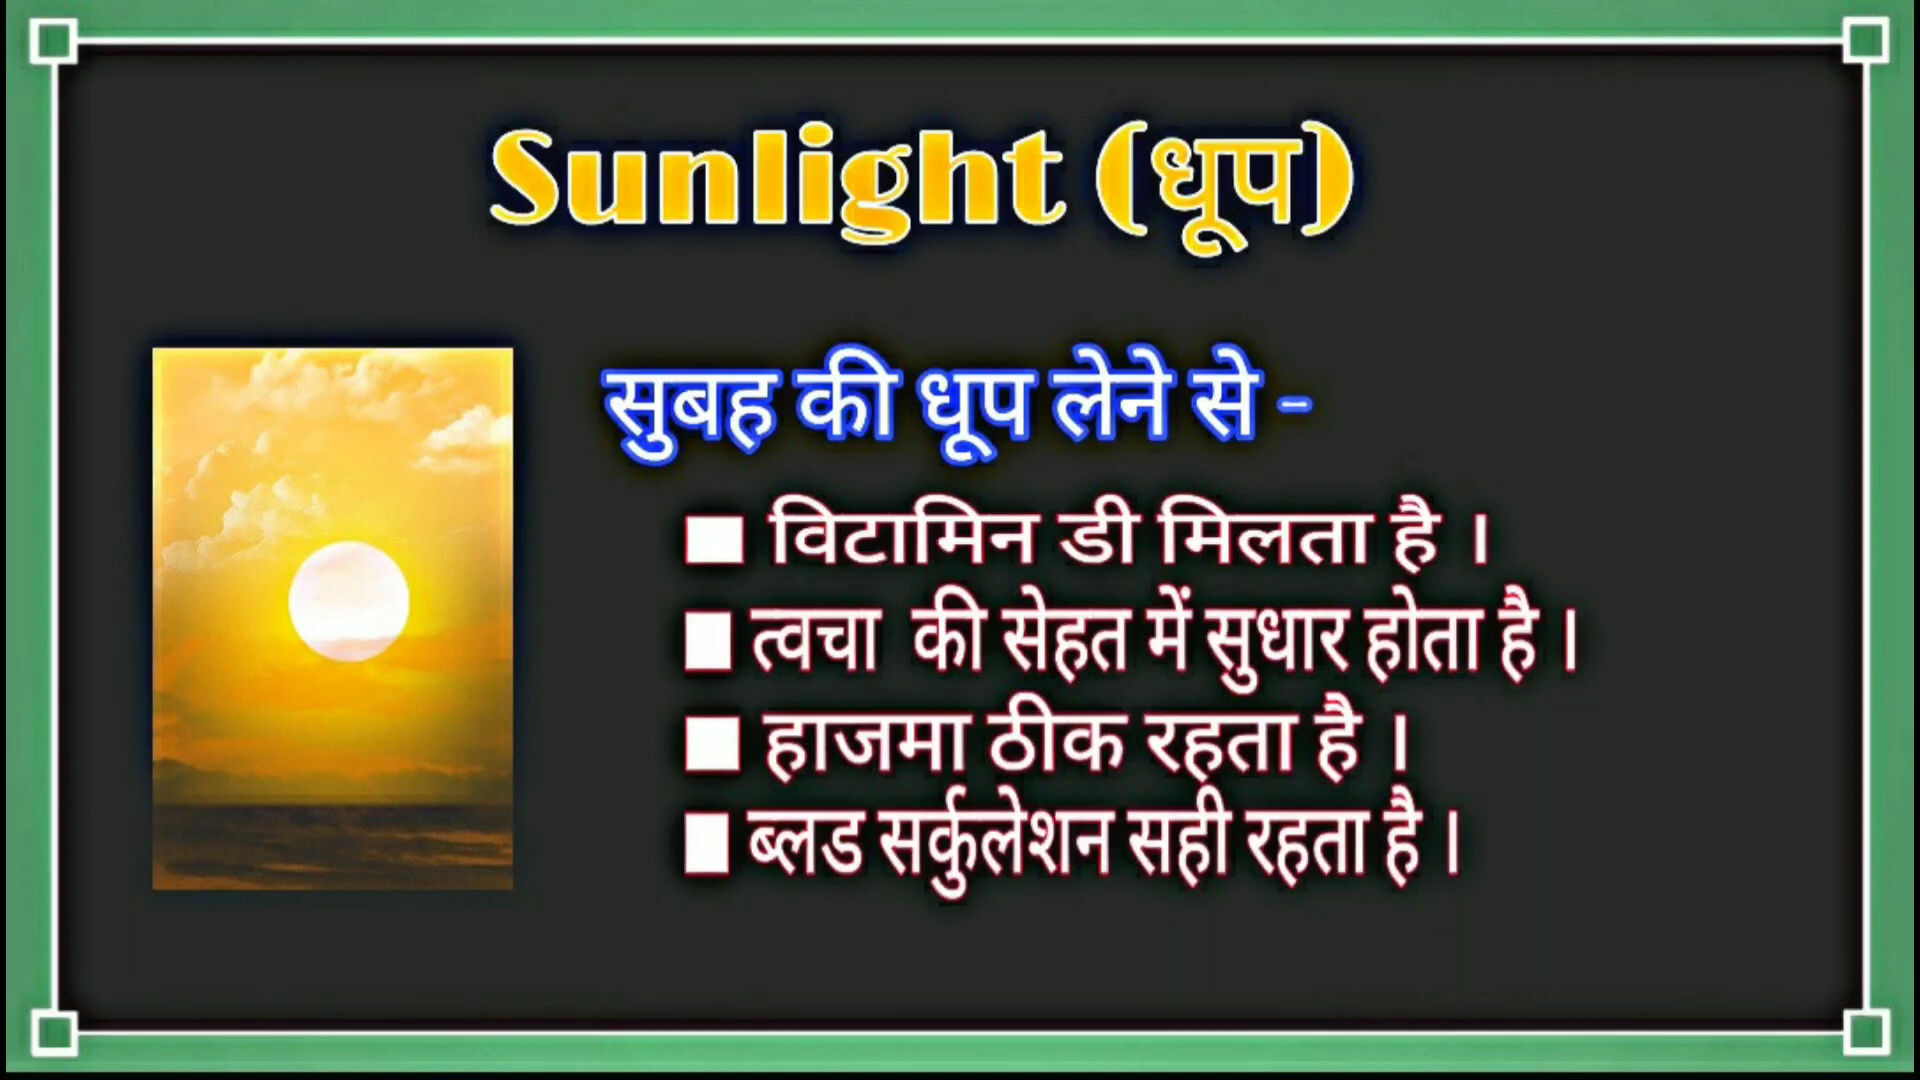 Sunlight (धूप)
सुबह की धूप लेने से -
■ विटामिन डी मिलता है ।
■ त्वचा की सेहत में सुधार होता है ।
■ हाजमा ठीक रहता है ।
■ ब्लड सर्कुलेशन सही रहता है ।